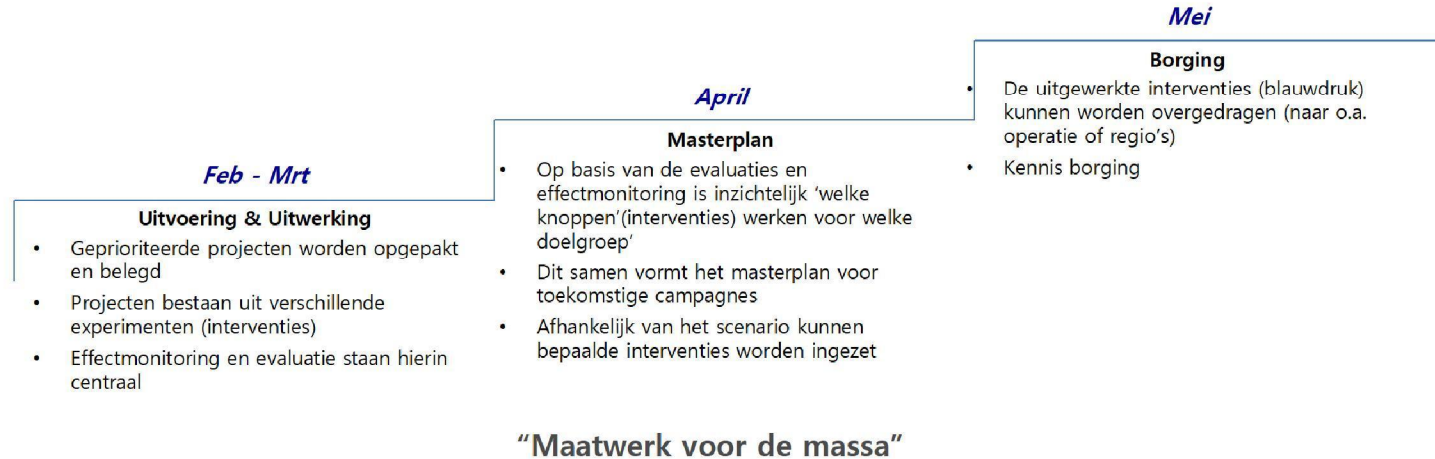 Feb - Mrt
Uitvoering & Uitwerking
• Geprioriteerde projecten worden opgepakt
en belegd
• Projecten bestaan uit verschillende
experimenten (interventies)
• Effectmonitoring en evaluatie staan hierin
centraal
April
Masterplan
• Op basis van de evaluaties en
effectmonitoring is inzichtelijk ‘welke
knoppen’(interventies) werken voor welke
doelgroep’
• Dit samen vormt het masterplan voor
toekomstige campagnes
• Afhankelijk van het scenario kunnen
bepaalde interventies worden ingezet
Mei
Borging
• De uitgewerkte interventies (blauwdruk)
kunnen worden overgedragen (naar o.a.
operatie of regio’s)
• Kennis borging
“Maatwerk voor de massa”